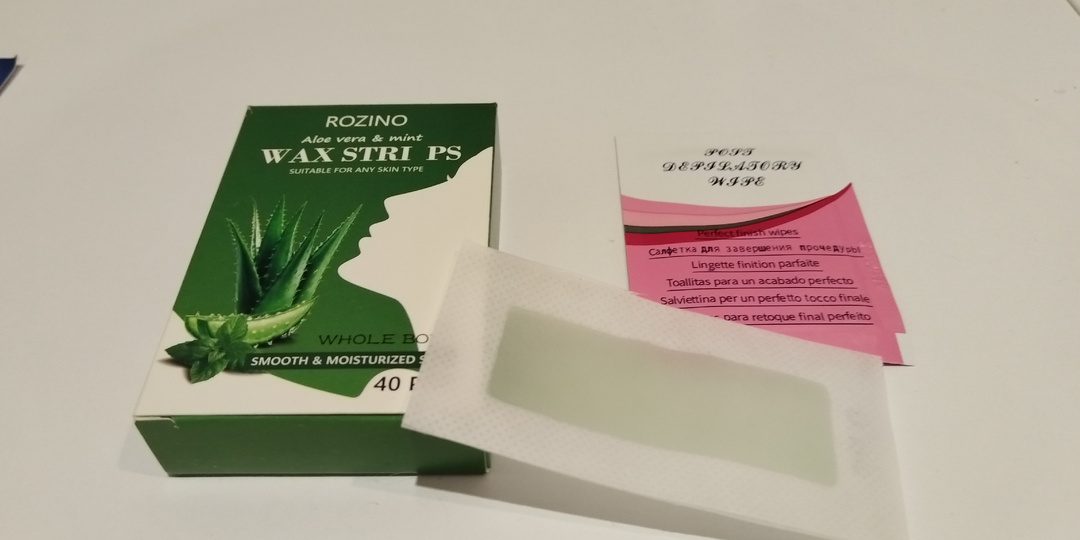 ROZINO
Aloe vera & mint
WAX STRI PS
SUITABLE FOR ANY SKIN TYPE
WHOLE
SMOOTH & MOISTURIZED
40
POST
DEPILATORY
WIPE
Perfect finish wipes
Салфетка для завершения процедуры
Lingette finition parfaite
Toallitas para un acabado perfecto
Salviettina per un perfetto tocco finale
para retoque final perfeito